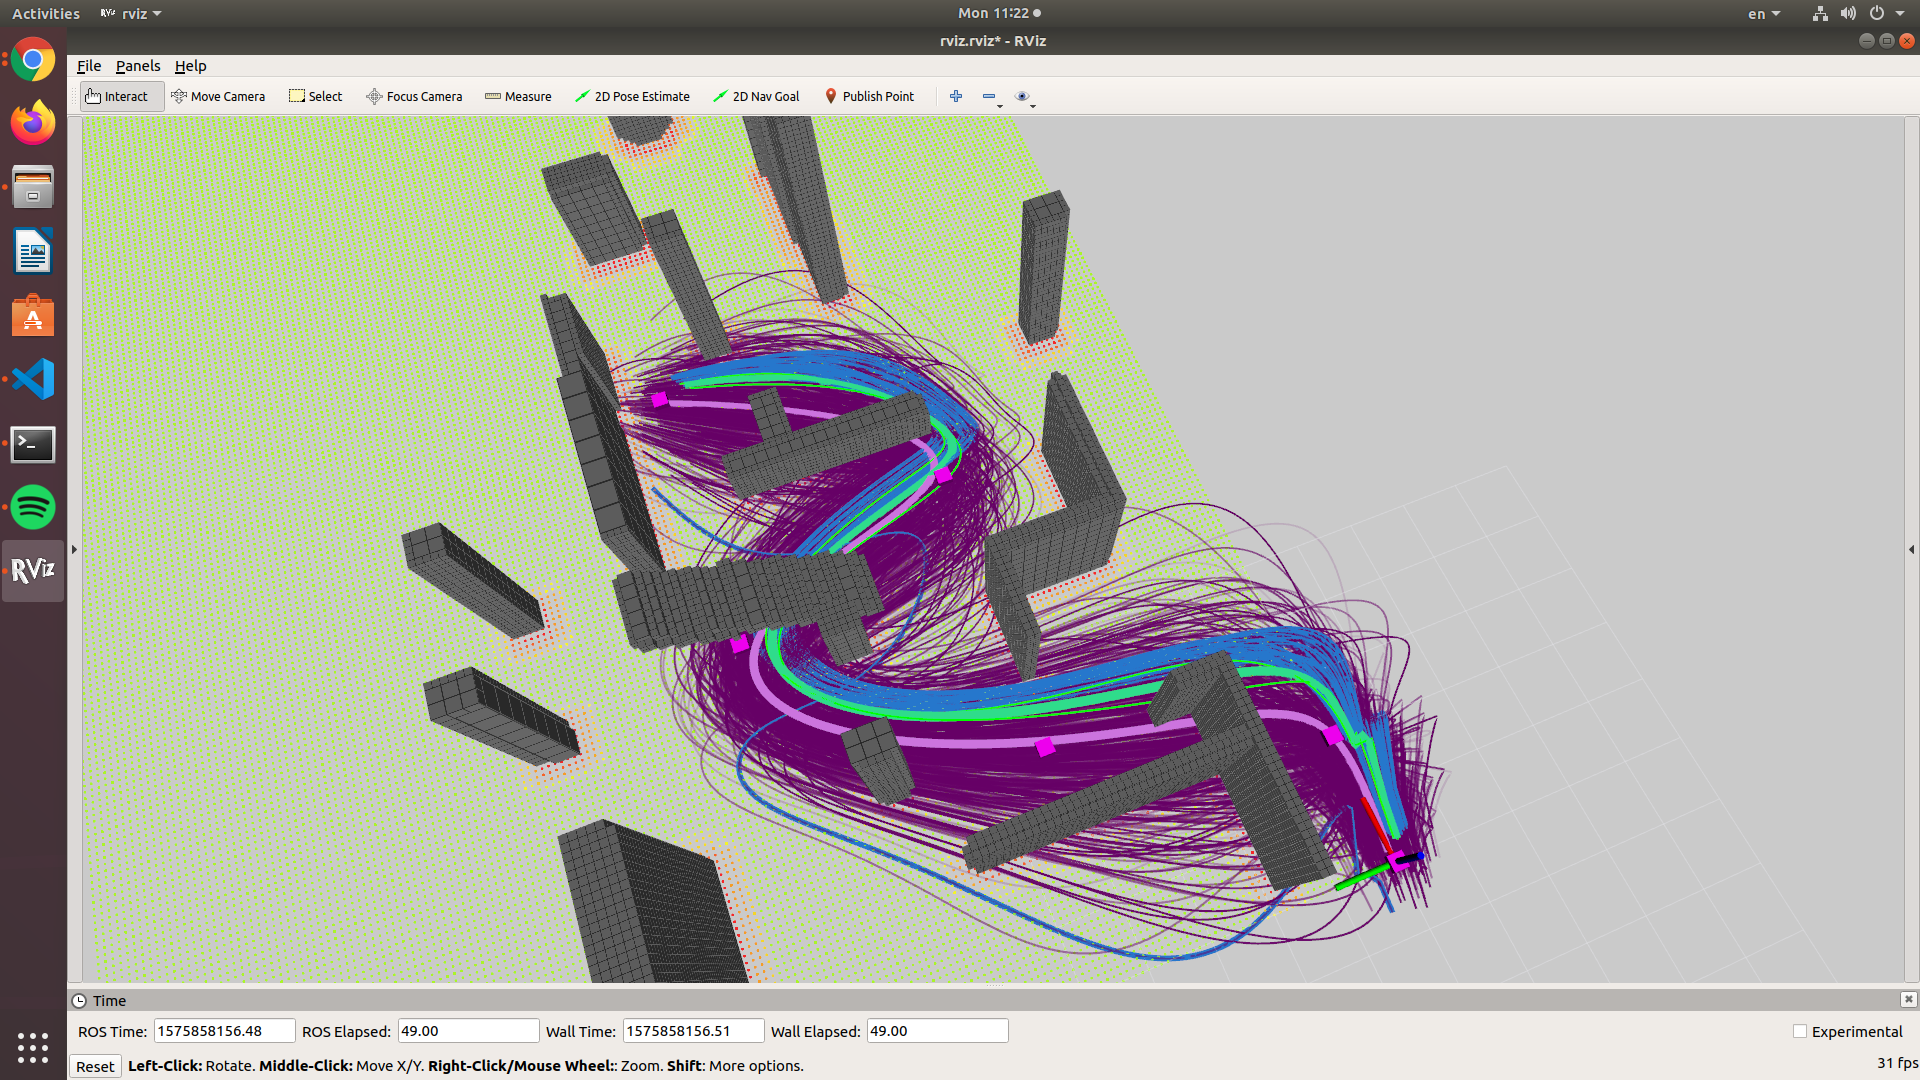 Activities RViz rviz Mon 11:22 en
rviz.rviz* - RViz
File Panels Help
Interact Move Camera Select Focus Camera Measure 2D Pose Estimate 2D Nav Goal Publish Point
RViz
Time
ROS Time: 1575858156.48 ROS Elapsed: 49.00 Wall Time: 1575858156.51 Wall Elapsed: 49.00 Experimental
Reset Left-Click: Rotate. Middle-Click: Move X/Y. Right-Click/Mouse Wheel:: Zoom. Shift: More options. 31 fps